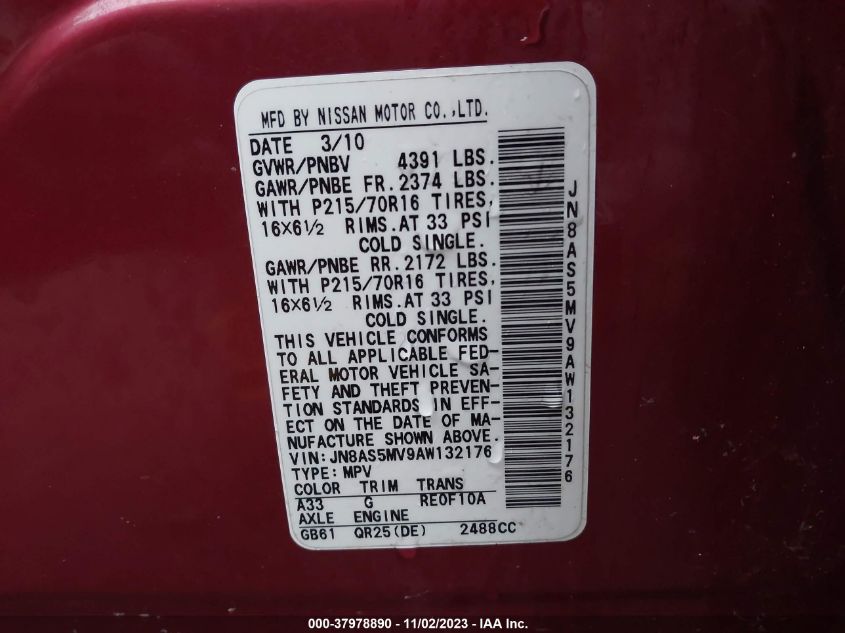 MFD BY NISSAN MOTOR CO.,LTD.
DATE 3/10
GVWR/PNBV 4391 LBS.
GAWR/PNBE FR.2374 LBS.
WITH P215/70R16 TIRES,
16X6½ RIMS.AT 33 PSI
COLD SINGLE.
GAWR/PNBE RR.2172 LBS.
WITH P215/70R16 TIRES,
16X6½ RIMS.AT 33 PSI
COLD SINGLE.
THIS VEHICLE CONFORMS
TO ALL APPLICABLE FED-
ERAL MOTOR VEHICLE SA-
FETY AND THEFT PREVEN-
TION STANDARDS IN EFF-
ECT ON THE DATE OF MA-
NUFACTURE SHOWN ABOVE.
VIN:JN8AS5MV9AW132176
TYPE:MPV
COLOR TRIM TRANS
A33 G RE0F10A
AXLE ENGINE
GB61 QR25(DE) 2488CC
JN8AS5MV9AW132176
000-37978890 - 11/02/2023 - IAA Inc.